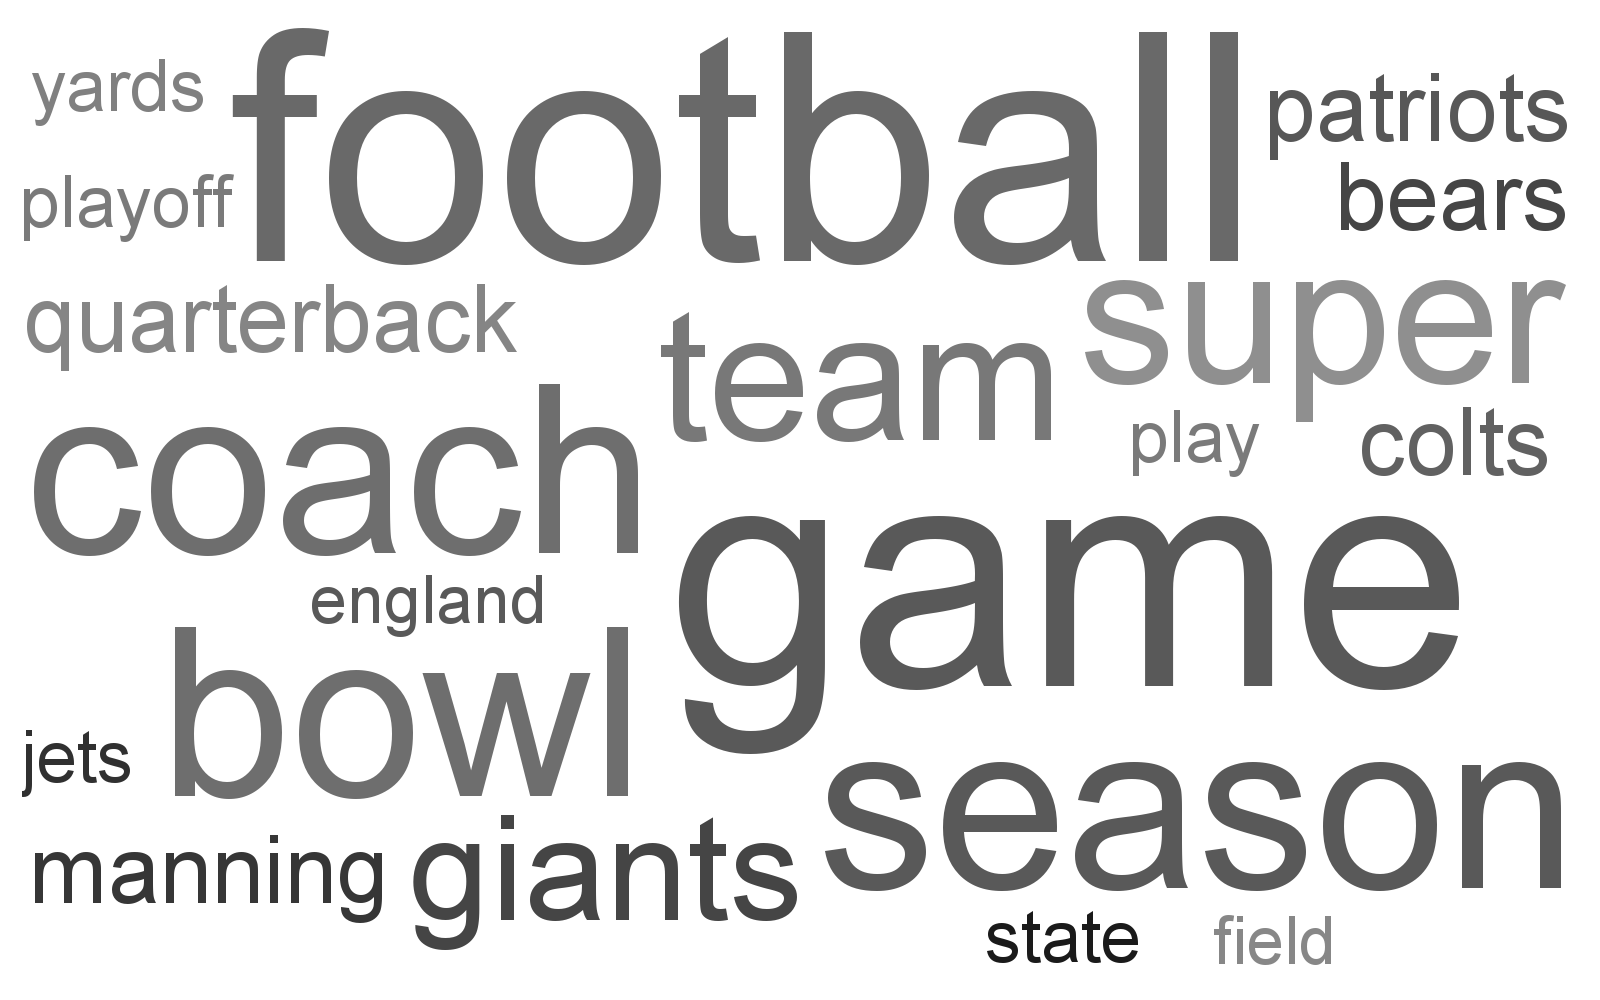 yards
football
patriots
playoff
bears
quarterback
team
super
coach
play
colts
game
england
bowl
jets
season
manning
giants
state
field